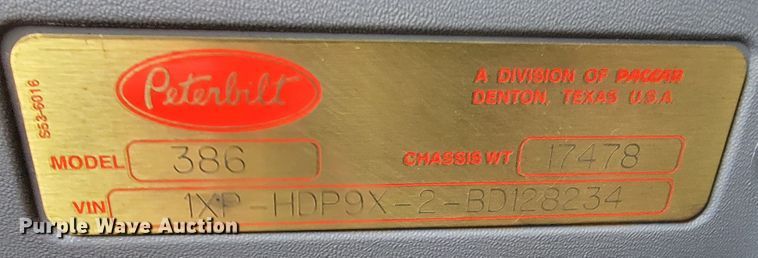 Peterbilt
A DIVISION OF PACCAR
DENTON, TEXAS U.S.A.
S53-6016
MODEL 386 CHASSIS WT 17478
VIN 1XP-HDP9X-2-BD128234
Purple Wave Auction